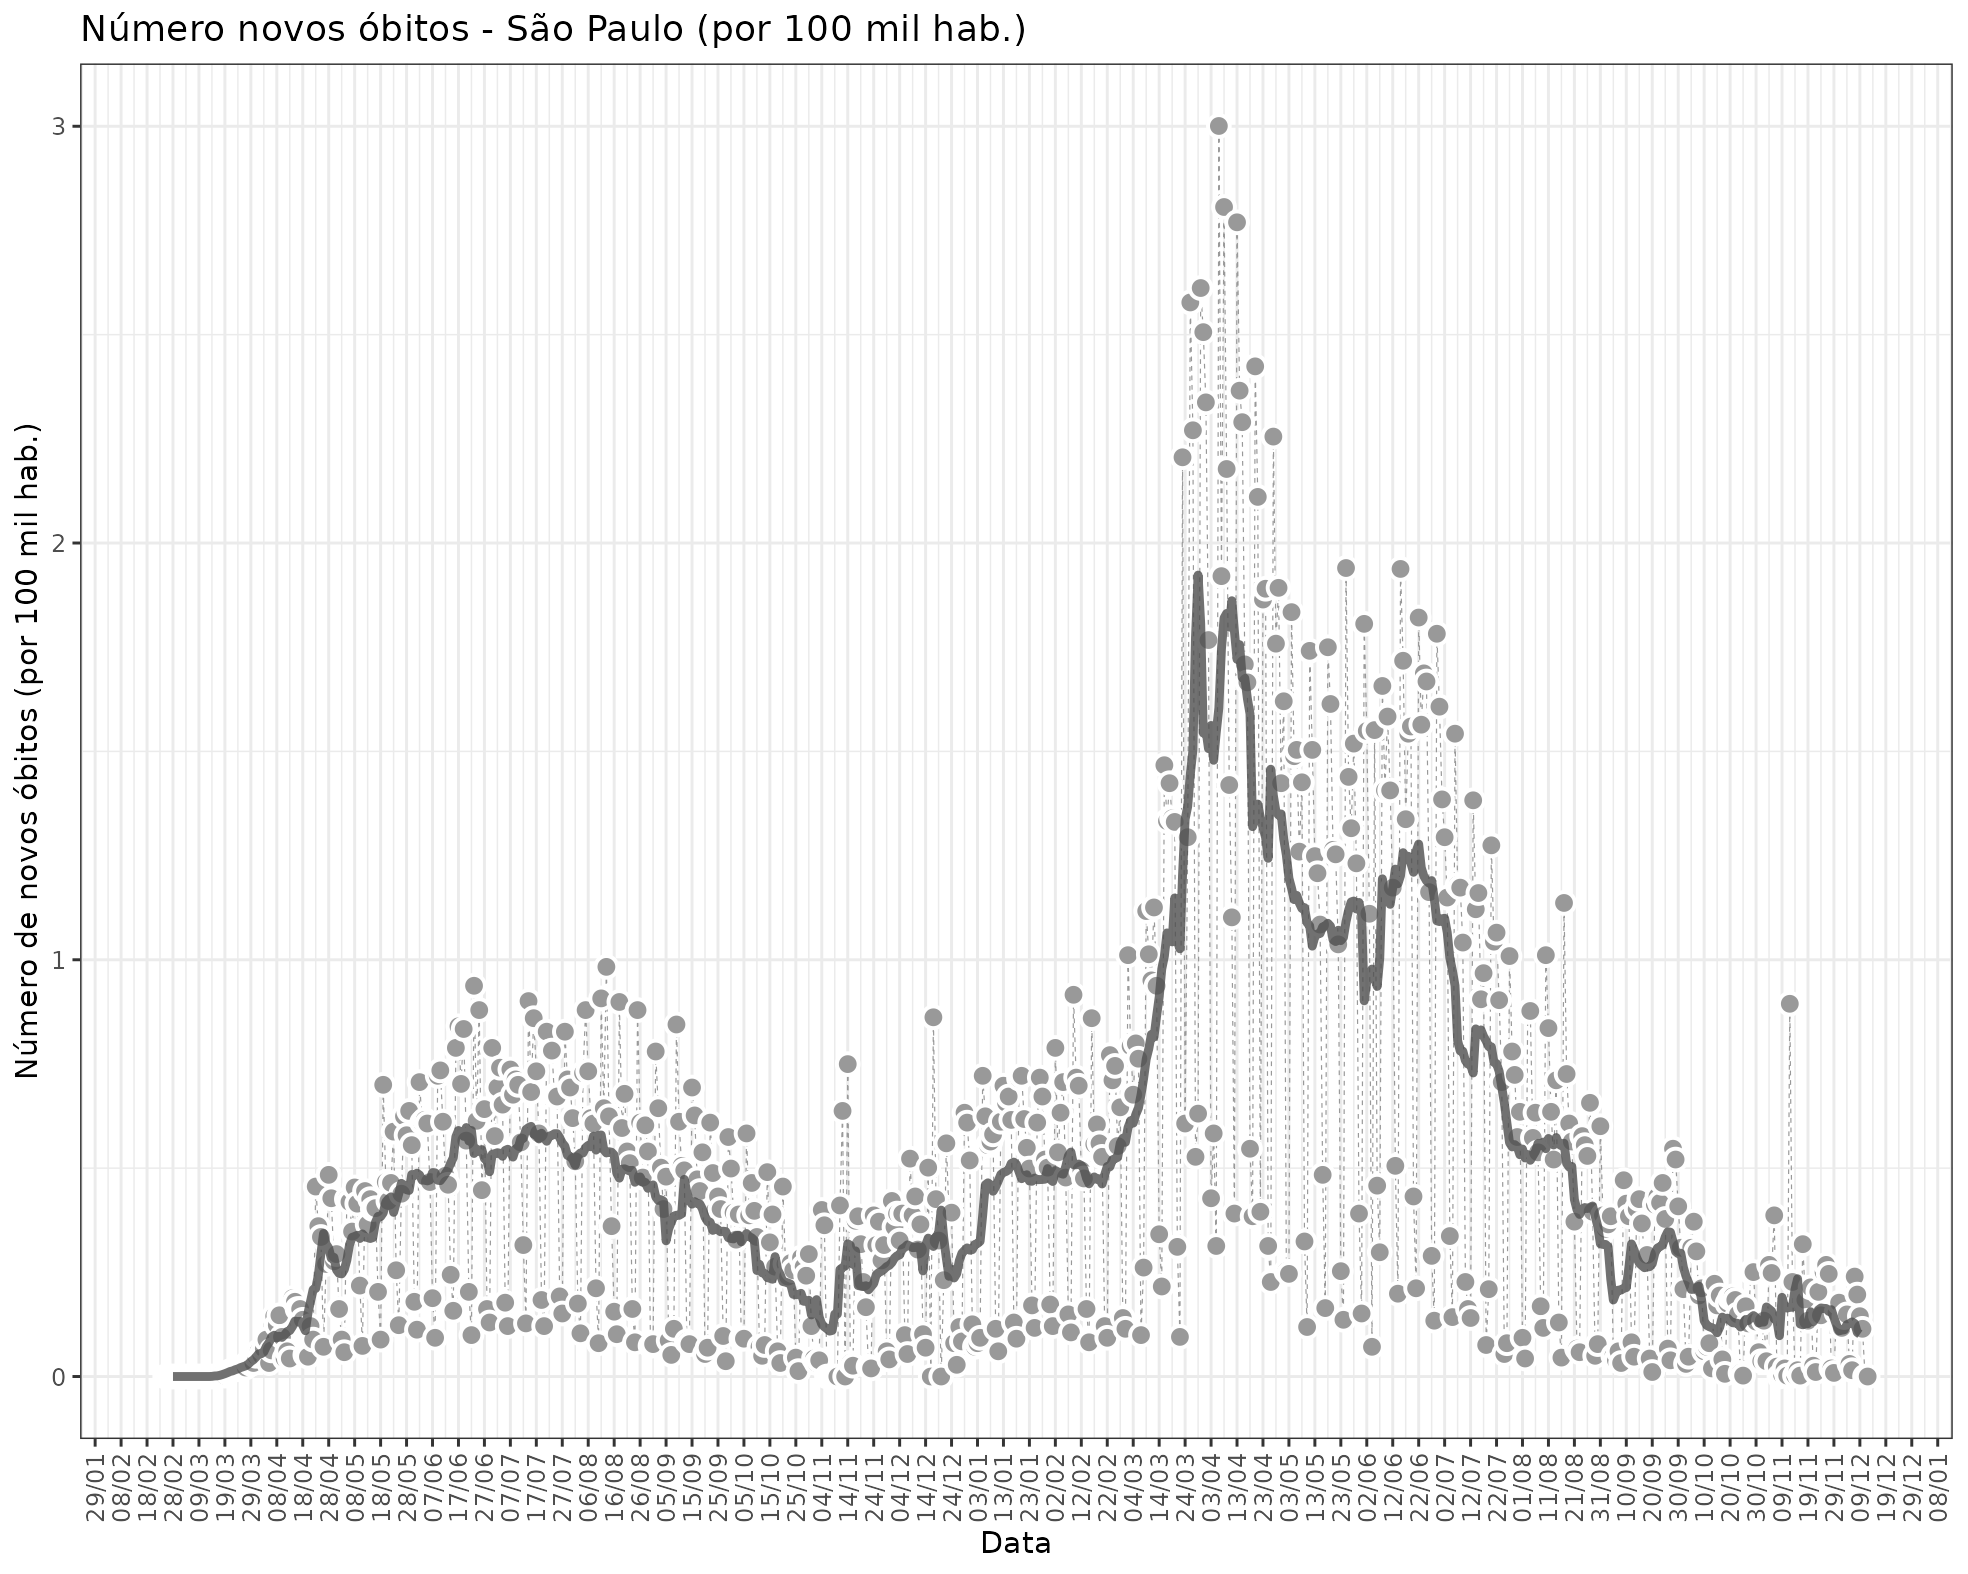 Número novos óbitos - São Paulo (por 100 mil hab.)
Número de novos óbitos (por 100 mil hab.)
3
2
1
0
29/01 08/02 18/02 28/02 09/03 19/03 29/03 08/04 18/04 28/04 08/05 18/05 28/05 07/06 17/06 27/06 07/07 17/07 27/07 06/08 16/08 26/08 05/09 15/09 25/09 05/10 15/10 25/10 04/11 14/11 24/11 04/12 14/12 24/12 03/01 13/01 23/01 02/02 12/02 22/02 04/03 14/03 24/03 03/04 13/04 23/04 03/05 13/05 23/05 02/06 12/06 22/06 02/07 12/07 22/07 01/08 11/08 21/08 31/08 10/09 20/09 30/09 10/10 20/10 30/10 09/11 19/11 29/11 09/12 19/12 29/12 08/01
Data